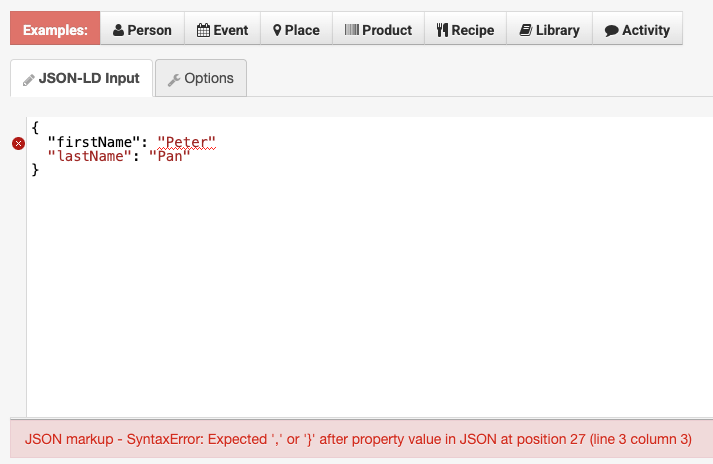 Examples: Person Event Place Product Recipe Library Activity
JSON-LD Input Options
{
  "firstName": "Peter"
  "lastName": "Pan"
}
JSON markup - SyntaxError: Expected ',' or '}' after property value in JSON at position 27 (line 3 column 3)